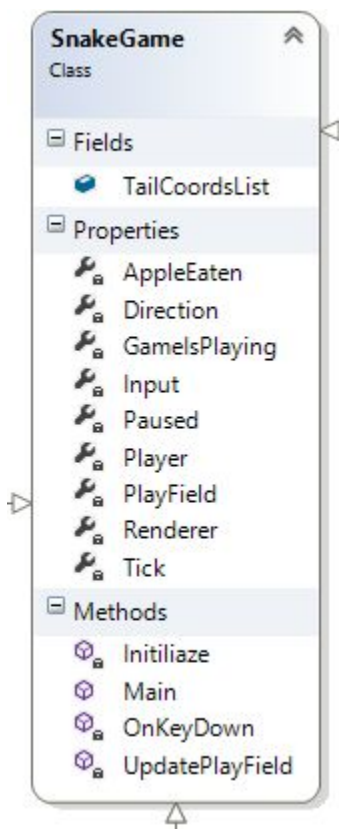 SnakeGame
Class
Fields
TailCoordsList
Properties
AppleEaten
Direction
GameIsPlaying
Input
Paused
Player
PlayField
Renderer
Tick
Methods
Initiliaze
Main
OnKeyDown
UpdatePlayField